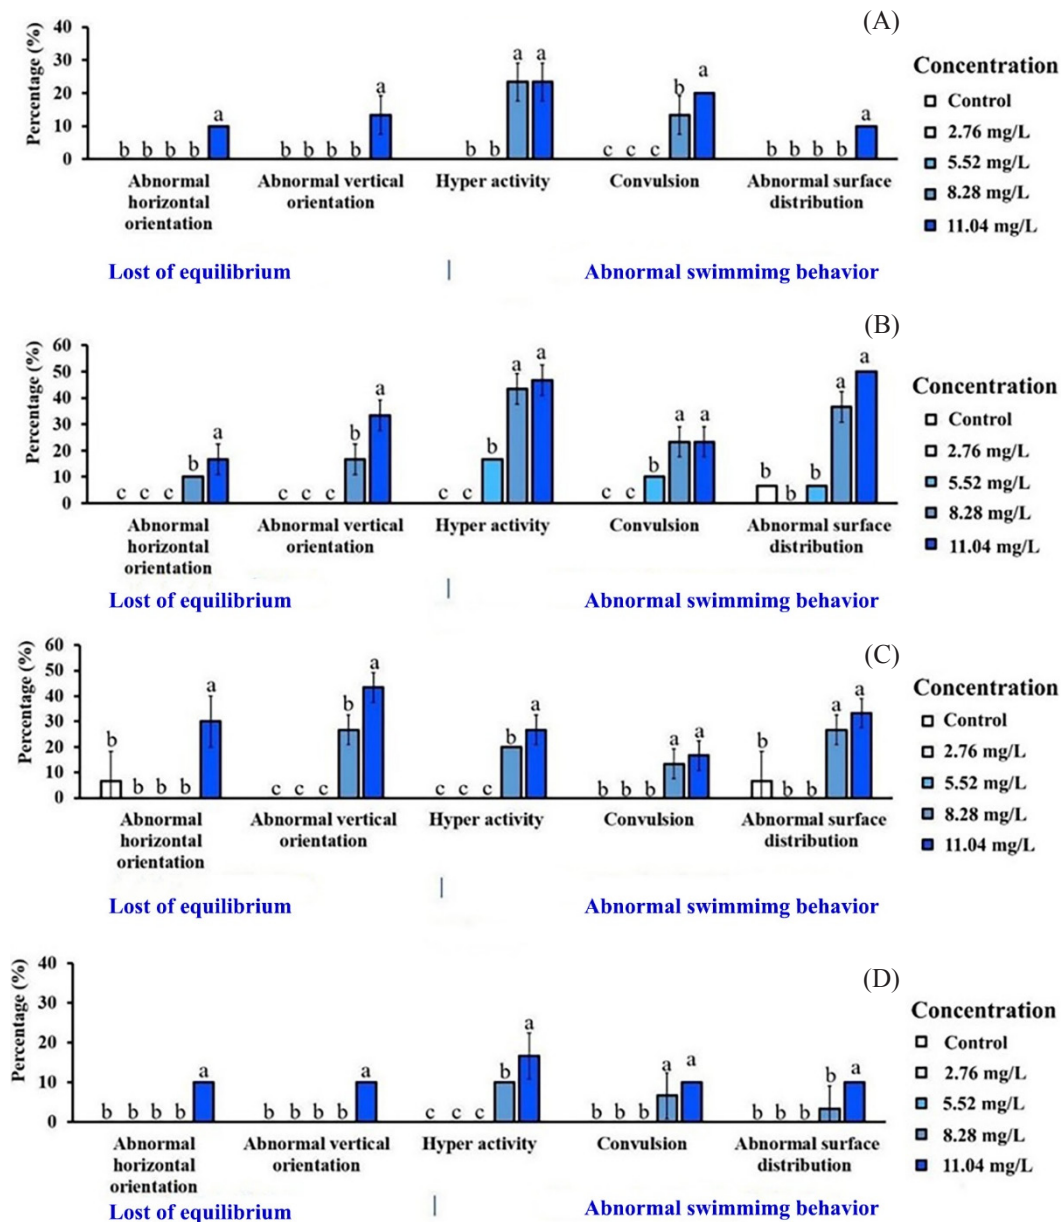 (A)
Percentage (%)
40
30
20
10
0
b b b b a
b b b b a
b b a a
c c c b a
b b b b a
Abnormal horizontal orientation
Abnormal vertical orientation
Hyper activity
Convulsion
Abnormal surface distribution
Lost of equilibrium
Abnormal swimmimg behavior
Concentration
Control
2.76 mg/L
5.52 mg/L
8.28 mg/L
11.04 mg/L
(B)
Percentage (%)
60
50
40
30
20
10
0
c c c b a
c c c b a
c c b a a
c c b a a
b b b a a
Abnormal horizontal orientation
Abnormal vertical orientation
Hyper activity
Convulsion
Abnormal surface distribution
Lost of equilibrium
Abnormal swimmimg behavior
Concentration
Control
2.76 mg/L
5.52 mg/L
8.28 mg/L
11.04 mg/L
(C)
Percentage (%)
60
50
40
30
20
10
0
b b b b a
c c c b a
c c c b a
b b b a a
b b b a a
Abnormal horizontal orientation
Abnormal vertical orientation
Hyper activity
Convulsion
Abnormal surface distribution
Lost of equilibrium
Abnormal swimmimg behavior
Concentration
Control
2.76 mg/L
5.52 mg/L
8.28 mg/L
11.04 mg/L
(D)
Percentage (%)
40
30
20
10
0
b b b b a
b b b b a
c c c b a
b b b a a
b b b b a
Abnormal horizontal orientation
Abnormal vertical orientation
Hyper activity
Convulsion
Abnormal surface distribution
Lost of equilibrium
Abnormal swimmimg behavior
Concentration
Control
2.76 mg/L
5.52 mg/L
8.28 mg/L
11.04 mg/L